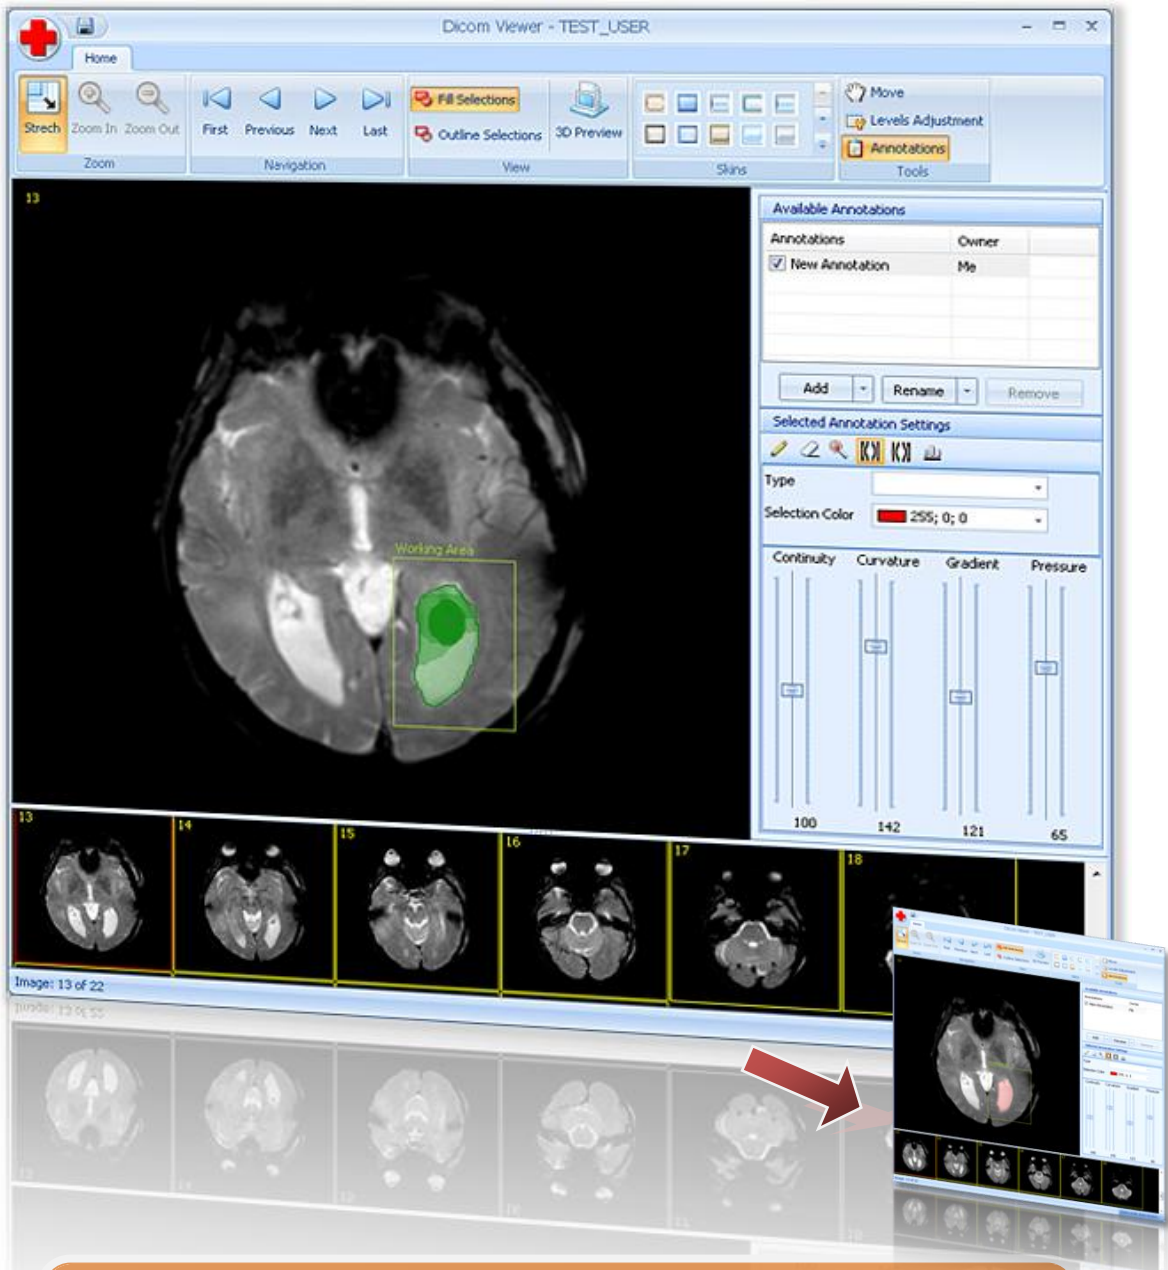 Dicom Viewer - TEST_USER
Home
Strech
Zoom In
Zoom Out
Zoom
First
Previous
Next
Last
Navigation
Fill Selections
Outline Selections
3D Preview
View
Skins
Move
Levels Adjustment
Annotations
Tools
13
Available Annotations
Annotations Owner
New Annotation Me
Add
Rename
Remove
Selected Annotation Settings
Type
Selection Color 255; 0; 0
Working Area
Continuity Curvature Gradient Pressure
100 142 121 65
13 14 15 16 17 18
Image: 13 of 22